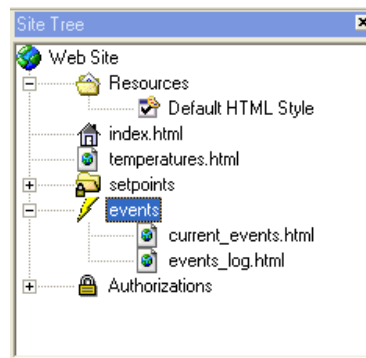 Site Tree
Web Site
Resources
Default HTML Style
index.html
temperatures.html
setpoints
events
current_events.html
events_log.html
Authorizations